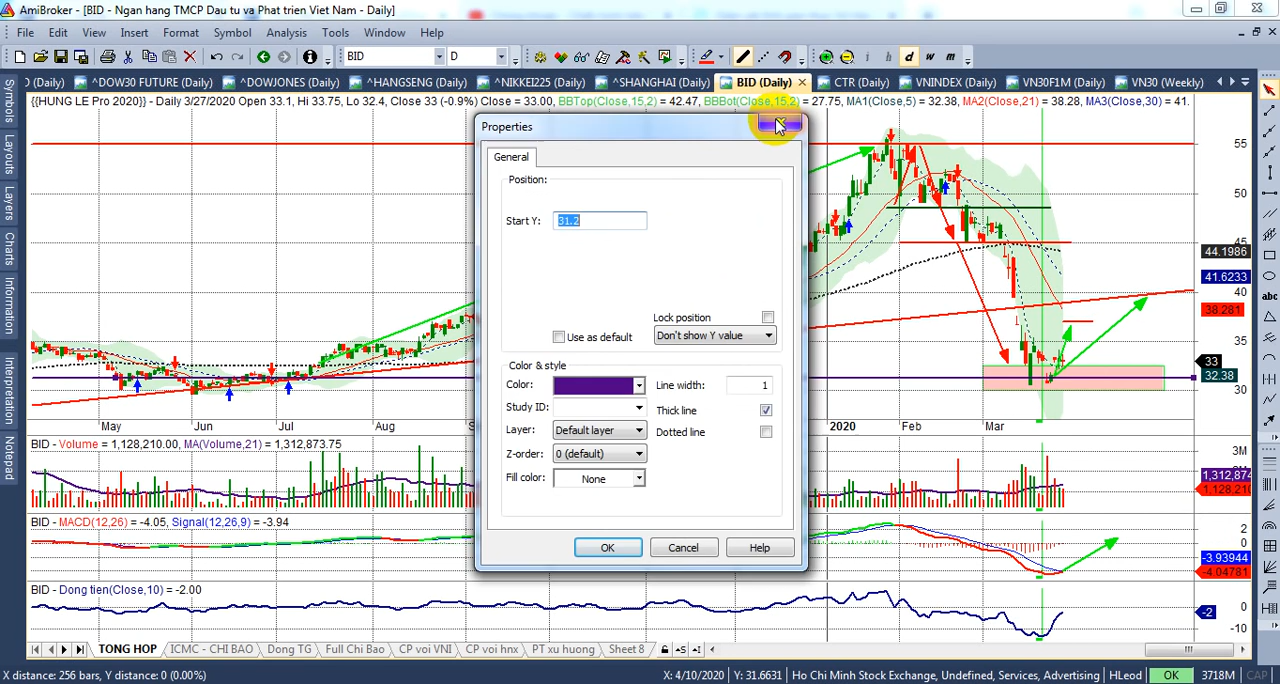 AmiBroker - [BID - Ngan hang TMCP Dau tu va Phat trien Viet Nam - Daily]
File Edit View Insert Format Symbol Analysis Tools Window Help
BID D d w m
(Daily) ^DOW30 FUTURE (Daily) ^DOWJONES (Daily) ^HANGSENG (Daily) ^NIKKEI225 (Daily) ^SHANGHAI (Daily) BID (Daily) CTR (Daily) VNINDEX (Daily) VN30F1M (Daily) VN30 (Weekly)
{{HUNG LE Pro 2020}} - Daily 3/27/2020 Open 33.1, Hi 33.75, Lo 32.4, Close 33 (-0.9%) Close = 33.00, BBTop(Close,15,2) = 42.47, BBBot(Close,15,2) = 27.75, MA1(Close,5) = 32.38, MA2(Close,21) = 38.28, MA3(Close,30) = 41.
Symbols
Layouts
Layers
Charts
Information
Interpretation
Notepad
Properties
General
Position:
Start Y: 31.2
Lock position
Use as default Don't show Y value
Color & style
Color: Line width: 1
Study ID: Thick line
Layer: Default layer Dotted line
Z-order: 0 (default)
Fill color: None
OK Cancel Help
55
50
45
44.1986
41.6233
40
38.281
35
33
32.38
30
May Jun Jul Aug 2020 Feb Mar
BID - Volume = 1,128,210.00, MA(Volume,21) = 1,312,873.75
3M
2M
1,312,874
1,128,210
BID - MACD(12,26) = -4.05, Signal(12,26,9) = -3.94
2
0
-3.93944
-4.04781
BID - Dong tien(Close,10) = -2.00
0
-2
-10
TONG HOP ICMC - CHI BAO Dong TG Full Chi Bao CP voi VNI CP voi hnx PT xu huong Sheet 8
X distance: 256 bars, Y distance: 0 (0.00%) X: 4/10/2020 Y: 31.6631 Ho Chi Minh Stock Exchange, Undefined, Services, Advertising HLeod OK 3718M CAP